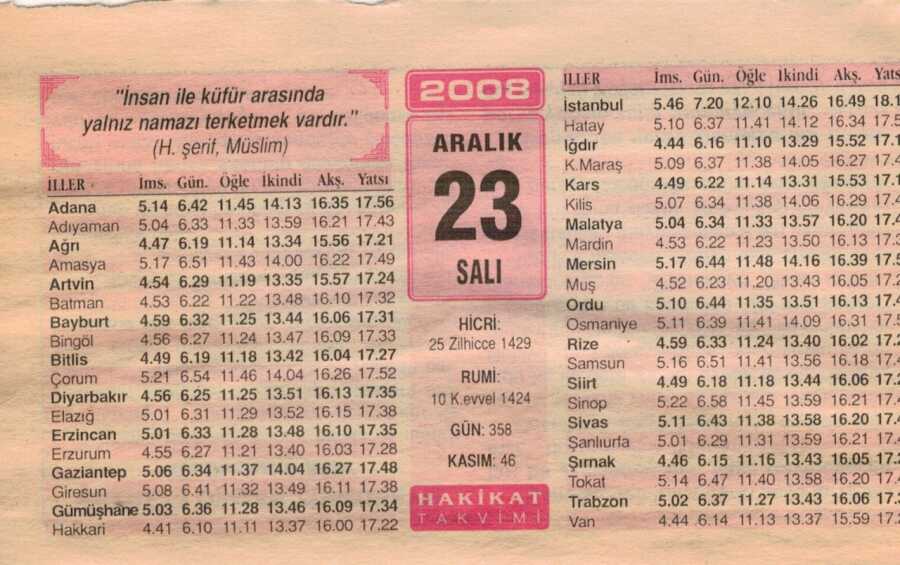 "İnsan ile küfür arasında
yalnız namazı terketmek vardır."
(H. şerif, Müslim)
İLLER İms. Gün. Öğle İkindi Akş. Yatsı
Adana 5.14 6.42 11.45 14.13 16.35 17.56
Adıyaman 5.04 6.33 11.33 13.59 16.21 17.43
Ağrı 4.47 6.19 11.14 13.34 15.56 17.21
Amasya 5.17 6.51 11.43 14.00 16.22 17.49
Artvin 4.54 6.29 11.19 13.35 15.57 17.24
Batman 4.53 6.22 11.22 13.48 16.10 17.32
Bayburt 4.59 6.32 11.25 13.44 16.06 17.31
Bingöl 4.56 6.27 11.24 13.47 16.09 17.33
Bitlis 4.49 6.19 11.18 13.42 16.04 17.27
Çorum 5.21 6.54 11.46 14.04 16.26 17.52
Diyarbakır 4.56 6.25 11.25 13.51 16.13 17.35
Elazığ 5.01 6.31 11.29 13.52 16.15 17.38
Erzincan 5.01 6.33 11.28 13.48 16.10 17.35
Erzurum 4.55 6.27 11.21 13.40 16.03 17.28
Gaziantep 5.06 6.34 11.37 14.04 16.27 17.48
Giresun 5.08 6.41 11.32 13.49 16.11 17.38
Gümüşhane 5.03 6.36 11.28 13.46 16.09 17.34
Hakkari 4.41 6.10 11.11 13.37 16.00 17.22
2008
ARALIK
23
SALI
HİCRİ:
25 Zilhicce 1429
RUMİ:
10 K.evvel 1424
GÜN: 358
KASIM: 46
HAKİKAT
TAKVİMİ
İLLER İms. Gün. Öğle İkindi Akş.
İstanbul 5.46 7.20 12.10 14.26 16.49
Hatay 5.10 6.37 11.41 14.12 16.34
Iğdır 4.44 6.16 11.10 13.29 15.52
K.Maraş 5.09 6.37 11.38 14.05 16.27
Kars 4.49 6.22 11.14 13.31 15.53
Kilis 5.07 6.34 11.38 14.06 16.29
Malatya 5.04 6.34 11.33 13.57 16.20
Mardin 4.53 6.22 11.23 13.50 16.13
Mersin 5.17 6.44 11.48 14.16 16.39
Muş 4.52 6.23 11.20 13.43 16.05
Ordu 5.10 6.44 11.35 13.51 16.13
Osmaniye 5.11 6.39 11.41 14.09 16.31
Rize 4.59 6.33 11.24 13.40 16.02
Samsun 5.16 6.51 11.41 13.56 16.18
Siirt 4.49 6.18 11.18 13.44 16.06
Sinop 5.22 6.58 11.45 13.59 16.21
Sivas 5.11 6.43 11.38 13.58 16.20
Şanlıurfa 5.01 6.29 11.31 13.59 16.21
Şırnak 4.46 6.15 11.16 13.43 16.05
Tokat 5.14 6.47 11.40 13.58 16.20
Trabzon 5.02 6.37 11.27 13.43 16.06
Van 4.44 6.14 11.13 13.37 15.59